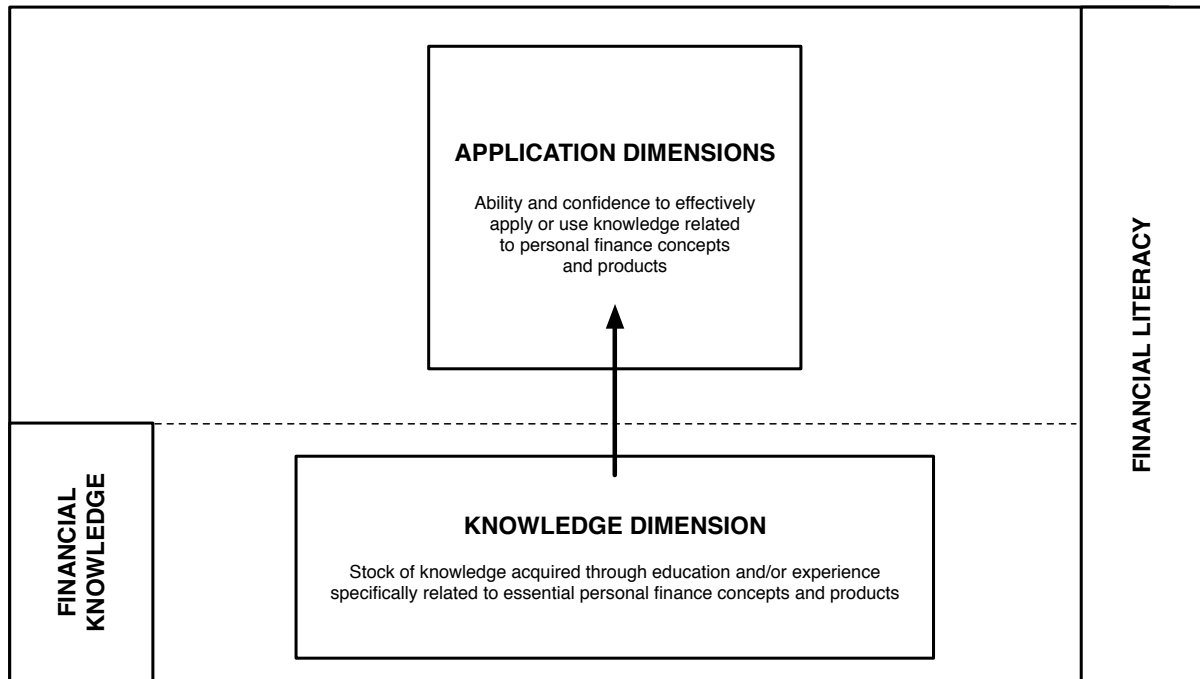 APPLICATION DIMENSIONS
Ability and confidence to effectively
apply or use knowledge related
to personal finance concepts
and products
FINANCIAL LITERACY
FINANCIAL
KNOWLEDGE
KNOWLEDGE DIMENSION
Stock of knowledge acquired through education and/or experience
specifically related to essential personal finance concepts and products